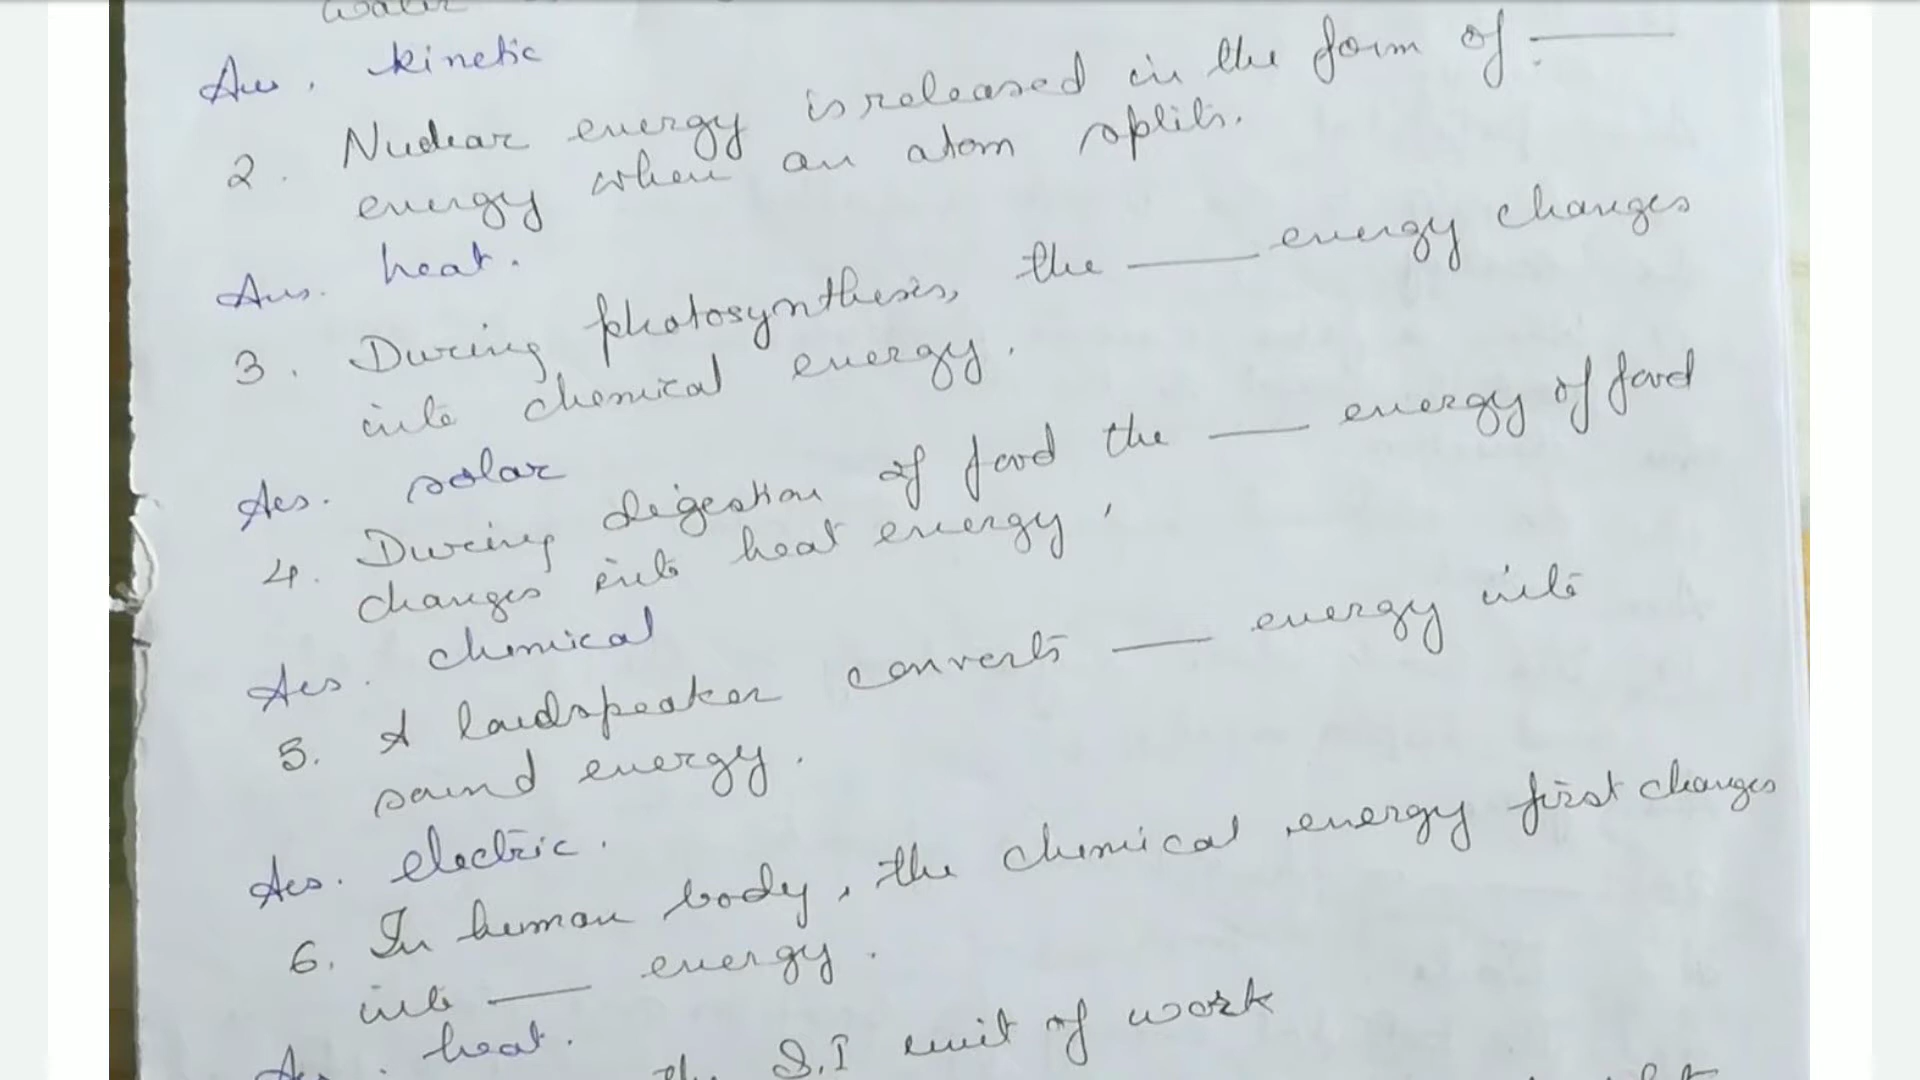 water
Ans. kinetic
2. Nuclear energy is released in the form of ——
energy when an atom splits.
Ans. heat.
3. During photosynthesis, the —— energy changes
into chemical energy.
Ans. solar
4. During digestion of food the —— energy of food
changes into heat energy.
Ans. chemical
5. A loudspeaker converts —— energy into
sound energy.
Ans. electric.
6. In human body, the chemical energy first changes
into —— energy.
Ans. heat.
the S.I unit of work